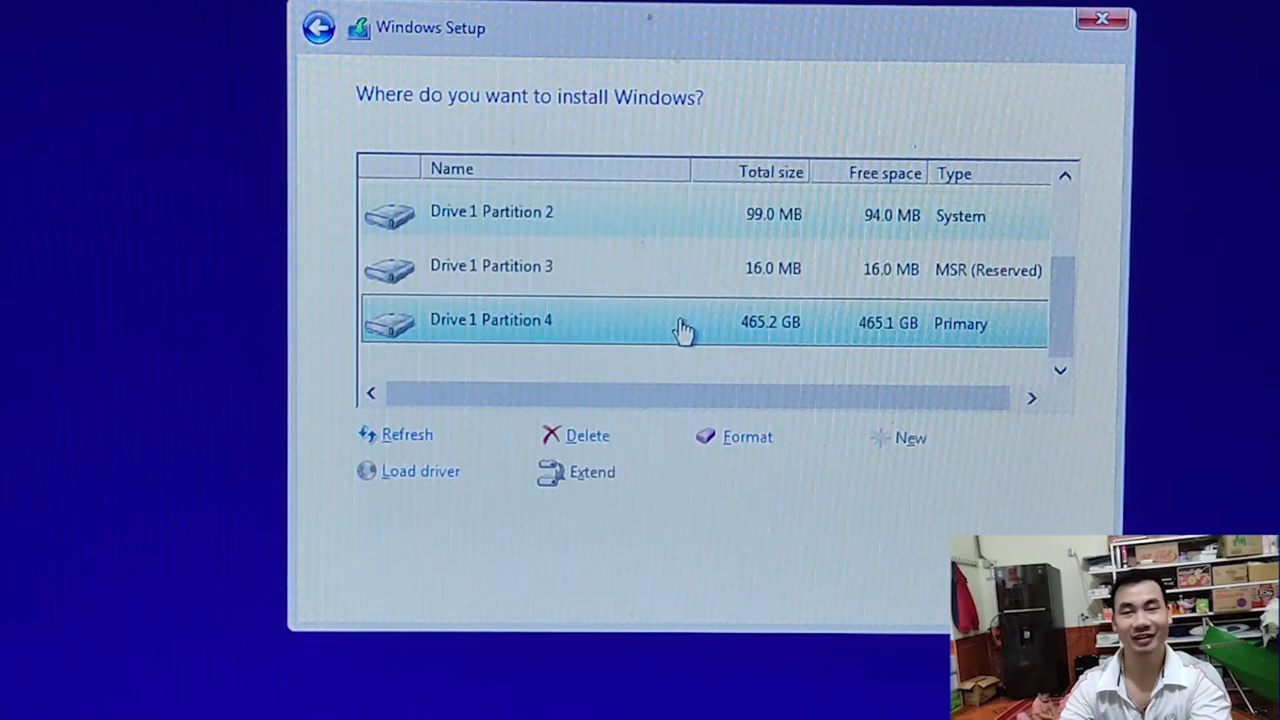 Windows Setup
Where do you want to install Windows?
Name Total size Free space Type
Drive 1 Partition 2 99.0 MB 94.0 MB System
Drive 1 Partition 3 16.0 MB 16.0 MB MSR (Reserved)
Drive 1 Partition 4 465.2 GB 465.1 GB Primary
Refresh Delete Format New
Load driver Extend